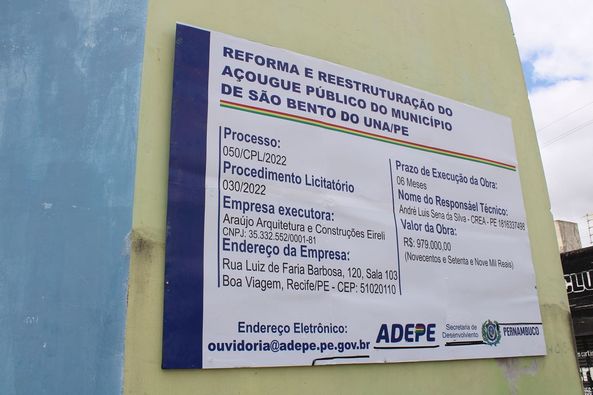 REFORMA E REESTRUTURAÇÃO DO
AÇOUGUE PÚBLICO DO MUNICÍPIO
DE SÃO BENTO DO UNA/PE
Processo:
050/CPL/2022
Procedimento Licitatório
030/2022
Empresa executora:
Araújo Arquitetura e Construções Eireli
CNPJ: 35.332.552/0001-81
Endereço da Empresa:
Rua Luiz de Faria Barbosa, 120, Sala 103
Boa Viagem, Recife/PE - CEP: 51020110
Prazo de Execução da Obra:
06 Meses
Nome do Responsáel Técnico:
André Luis Sena da Silva - CREA - PE 1816337498
Valor da Obra:
R$: 979.000,00
(Novecentos e Setenta e Nove Mil Reais)
Endereço Eletrônico:
ouvidoria@adepe.pe.gov.br
ADEPE
Secretaria de
Desenvolviento
PERNAMBUCO